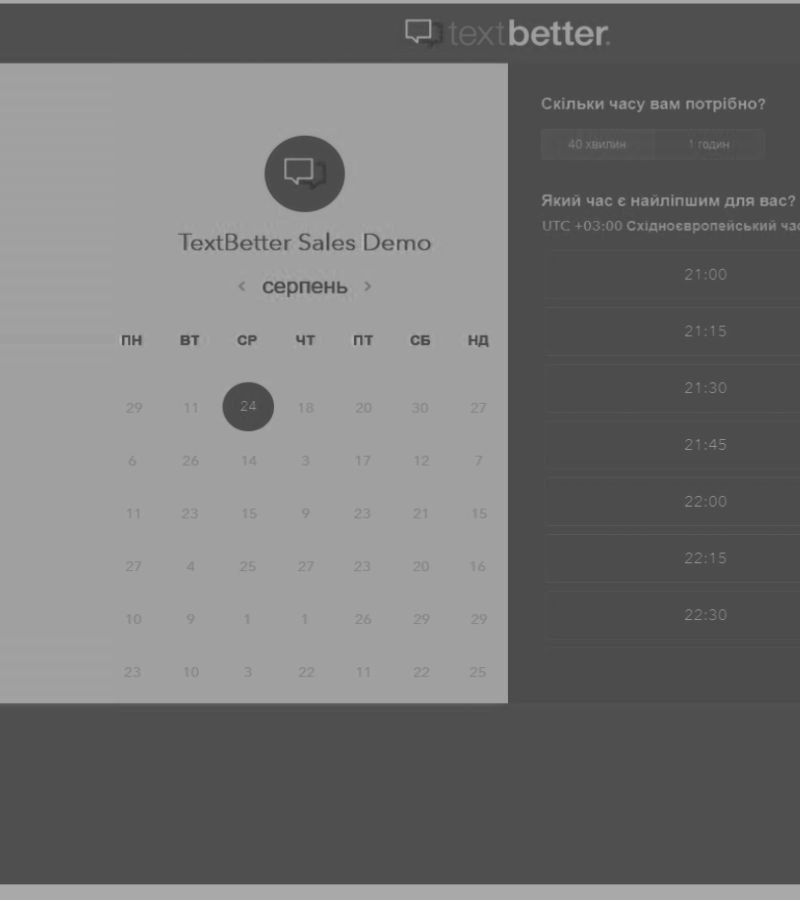 textbetter.
TextBetter Sales Demo
‹ серпень ›
ПН ВТ СР ЧТ ПТ СБ НД
29 11 24 18 20 30 27
6 26 14 3 17 12 7
11 23 15 9 23 21 15
27 4 25 27 23 20 16
10 9 1 1 26 29 29
23 10 3 22 11 22 25
Скільки часу вам потрібно?
40 хвилин 1 годин
Який час є найліпшим для вас?
UTC +03:00 Східноєвропейський час
21:00
21:15
21:30
21:45
22:00
22:15
22:30